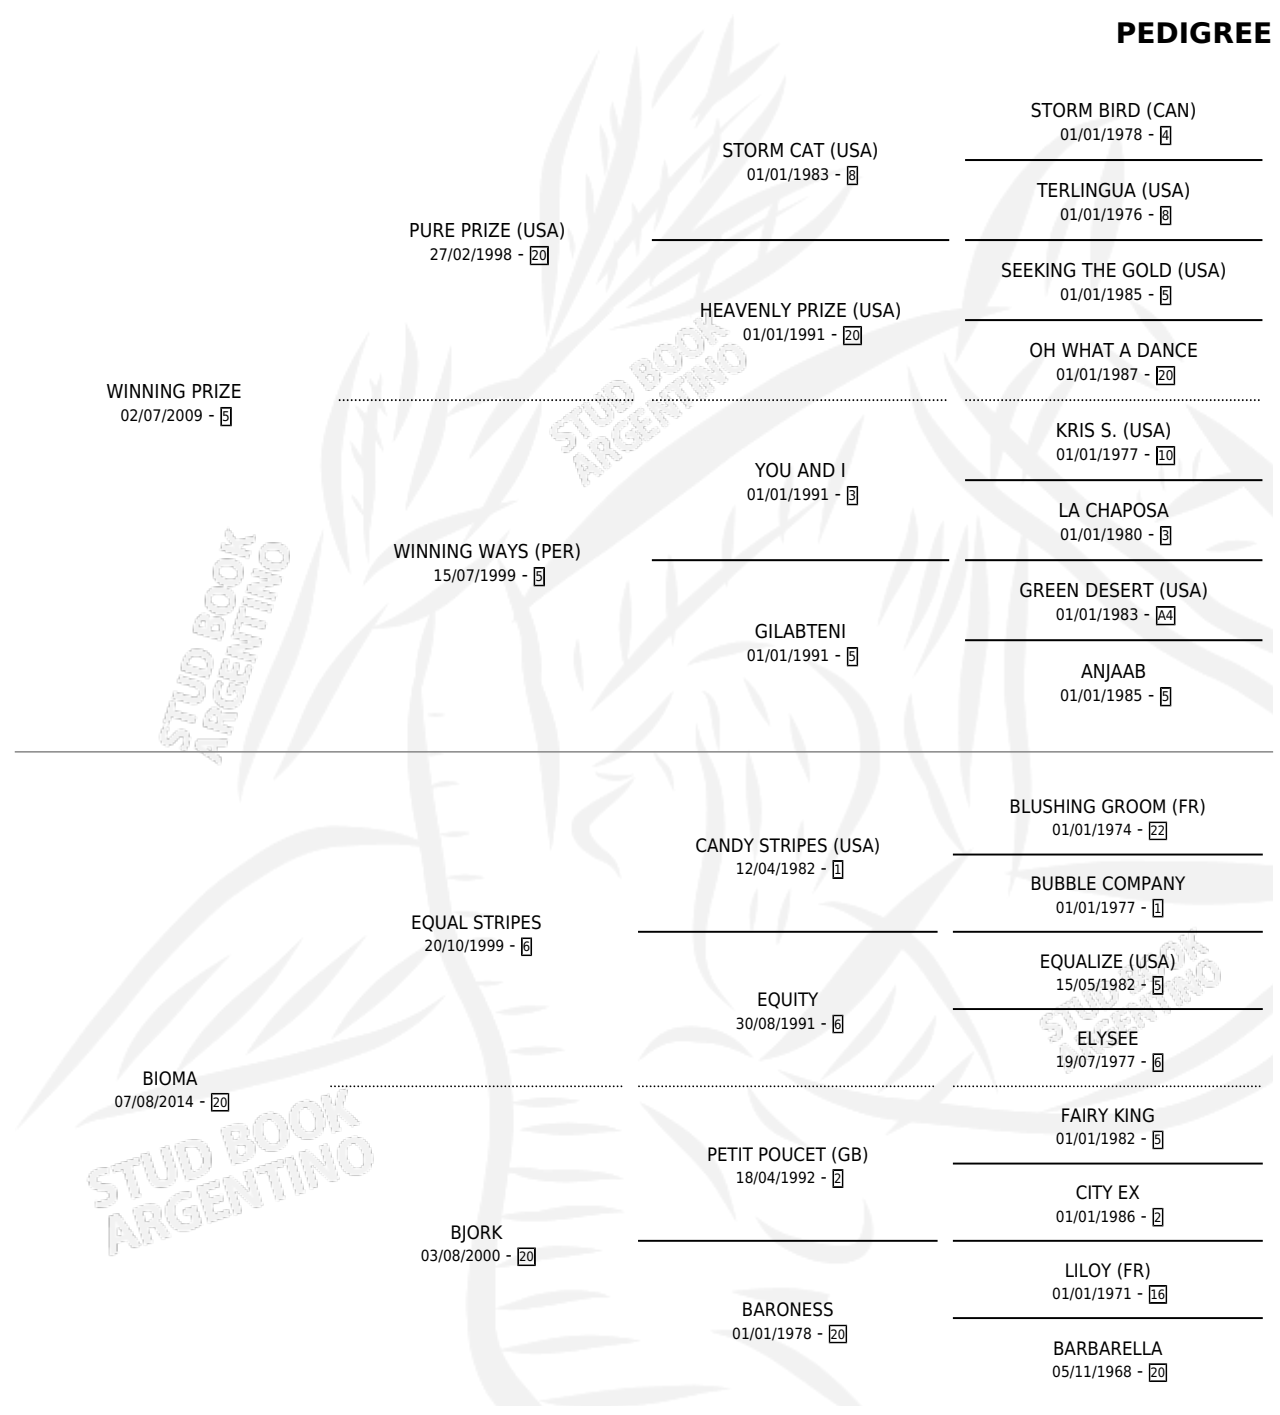 PEDIGREE
STORM BIRD (CAN)
01/01/1978 - 4
STORM CAT (USA)
01/01/1983 - 8
TERLINGUA (USA)
01/01/1976 - 8
PURE PRIZE (USA)
27/02/1998 - 20
SEEKING THE GOLD (USA)
01/01/1985 - 5
HEAVENLY PRIZE (USA)
01/01/1991 - 20
OH WHAT A DANCE
01/01/1987 - 20
WINNING PRIZE
02/07/2009 - 5
KRIS S. (USA)
01/01/1977 - 10
YOU AND I
01/01/1991 - 3
LA CHAPOSA
01/01/1980 - 3
WINNING WAYS (PER)
15/07/1999 - 5
GREEN DESERT (USA)
01/01/1983 - A4
GILABTENI
01/01/1991 - 5
ANJAAB
01/01/1985 - 5
BLUSHING GROOM (FR)
01/01/1974 - 22
CANDY STRIPES (USA)
12/04/1982 - 1
BUBBLE COMPANY
01/01/1977 - 1
EQUAL STRIPES
20/10/1999 - 6
EQUALIZE (USA)
15/05/1982 - 5
EQUITY
30/08/1991 - 6
ELYSEE
19/07/1977 - 6
BIOMA
07/08/2014 - 20
FAIRY KING
01/01/1982 - 5
PETIT POUCET (GB)
18/04/1992 - 2
CITY EX
01/01/1986 - 2
BJORK
03/08/2000 - 20
LILOY (FR)
01/01/1971 - 16
BARONESS
01/01/1978 - 20
BARBARELLA
05/11/1968 - 20
STUD BOOK
ARGENTINO
STUD BOOK
ARGENTINO
STUD BOOK
ARGENTINO
STUD BOOK
ARGENTINO